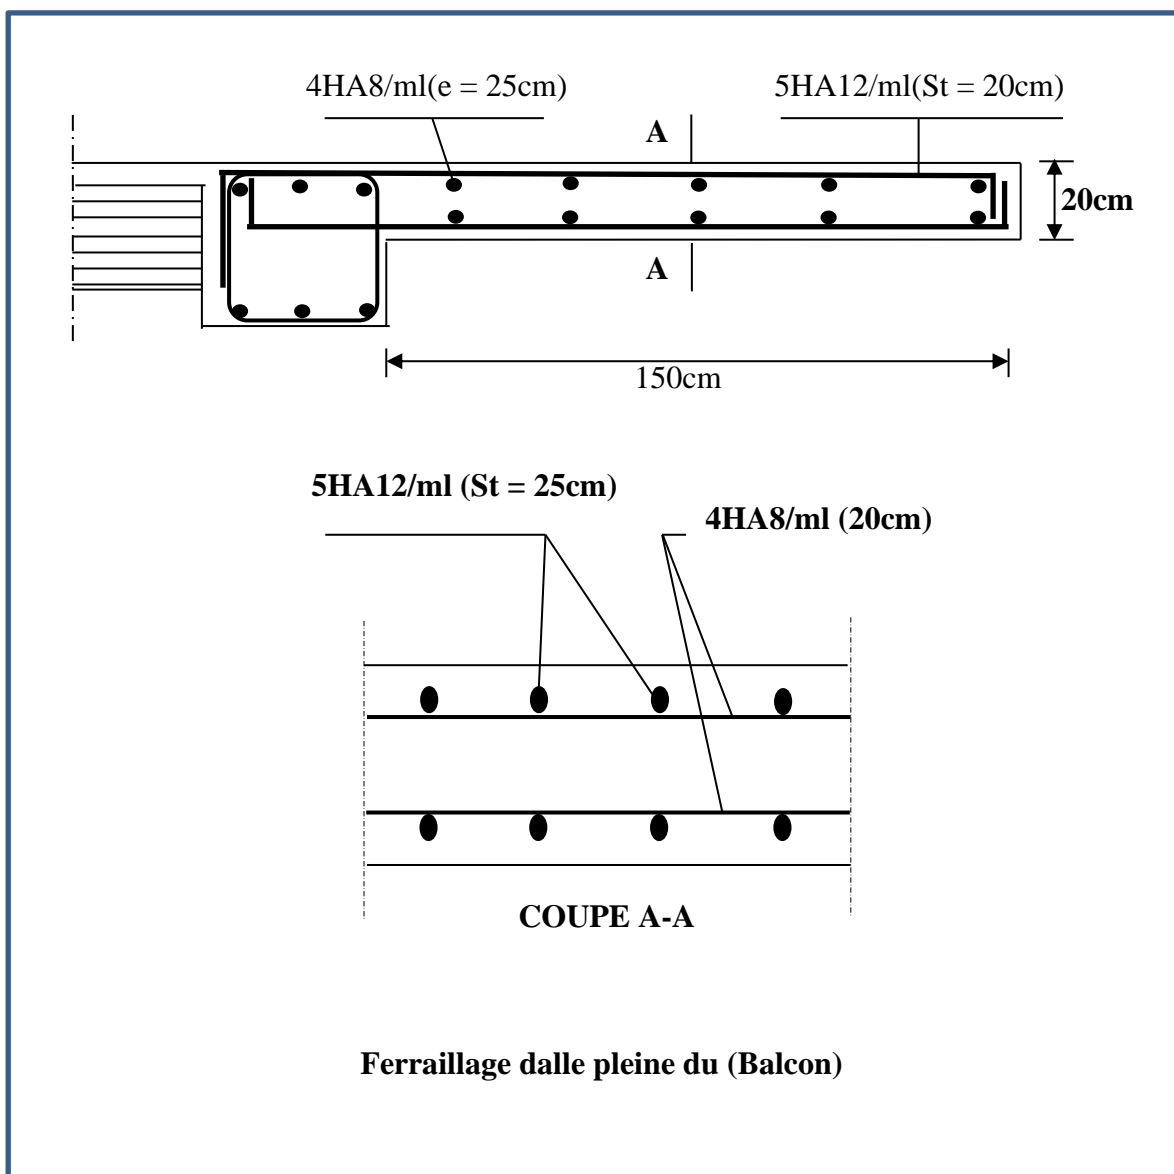 4HA8/ml(e = 25cm)
5HA12/ml(St = 20cm)
A
20cm
A
150cm
5HA12/ml (St = 25cm)
4HA8/ml (20cm)
COUPE A-A
Ferraillage dalle pleine du (Balcon)